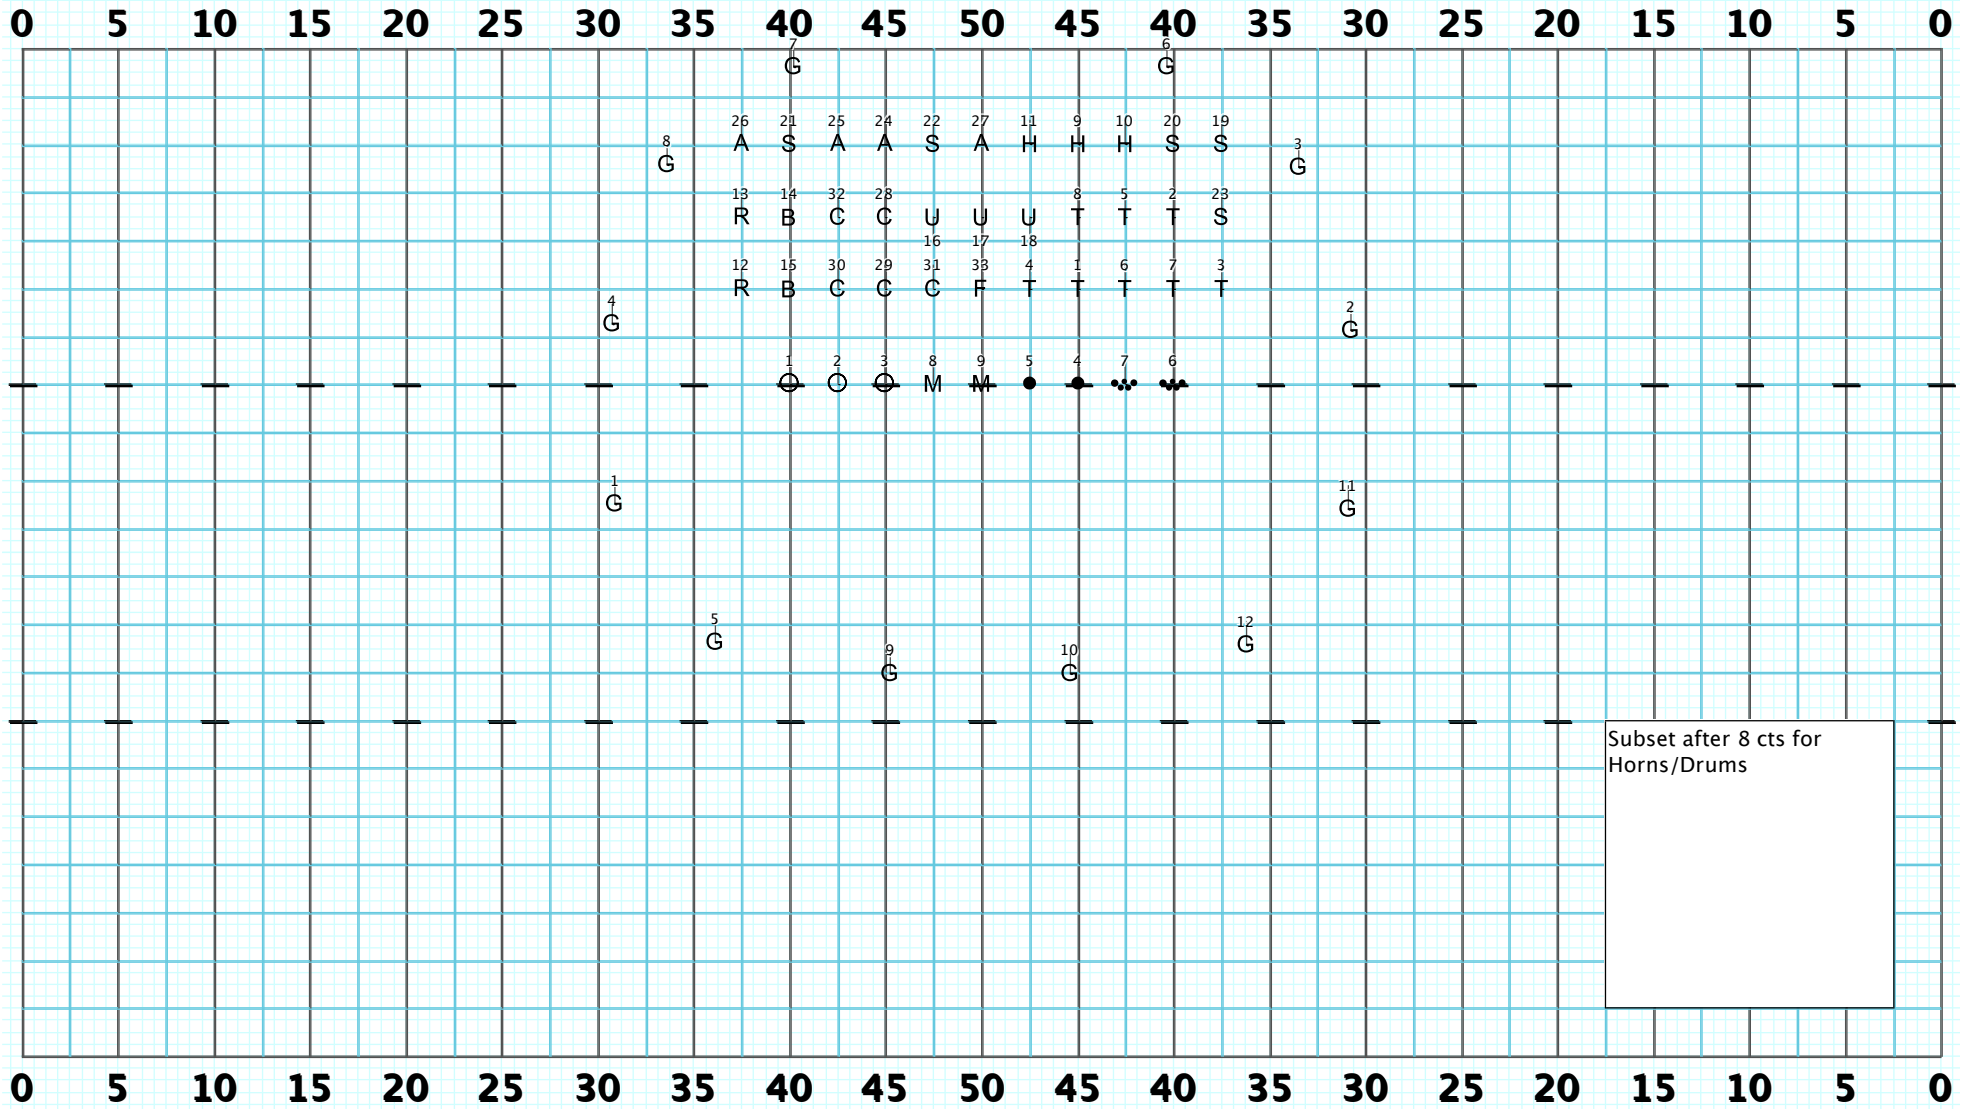 0 5 10 15 20 25 30 35 40 45 50 45 40 35 30 25 20 15 10 5 0
7 6
G G
26 21 25 24 22 27 11 9 10 20 19
A S A A S A H H H S S
8 3
G G
13 14 32 28 8 5 2 23
R B C C U U U T T T S
16 17 18
12 15 30 29 31 33 4 1 6 7 3
R B C C C F T T T T T
4 2
G G
1 2 3 8 9 5 4 7 6
M M
1 11
G G
5 12
G G
9 10
G G
Subset after 8 cts for
Horns/Drums
0 5 10 15 20 25 30 35 40 45 50 45 40 35 30 25 20 15 10 5 0